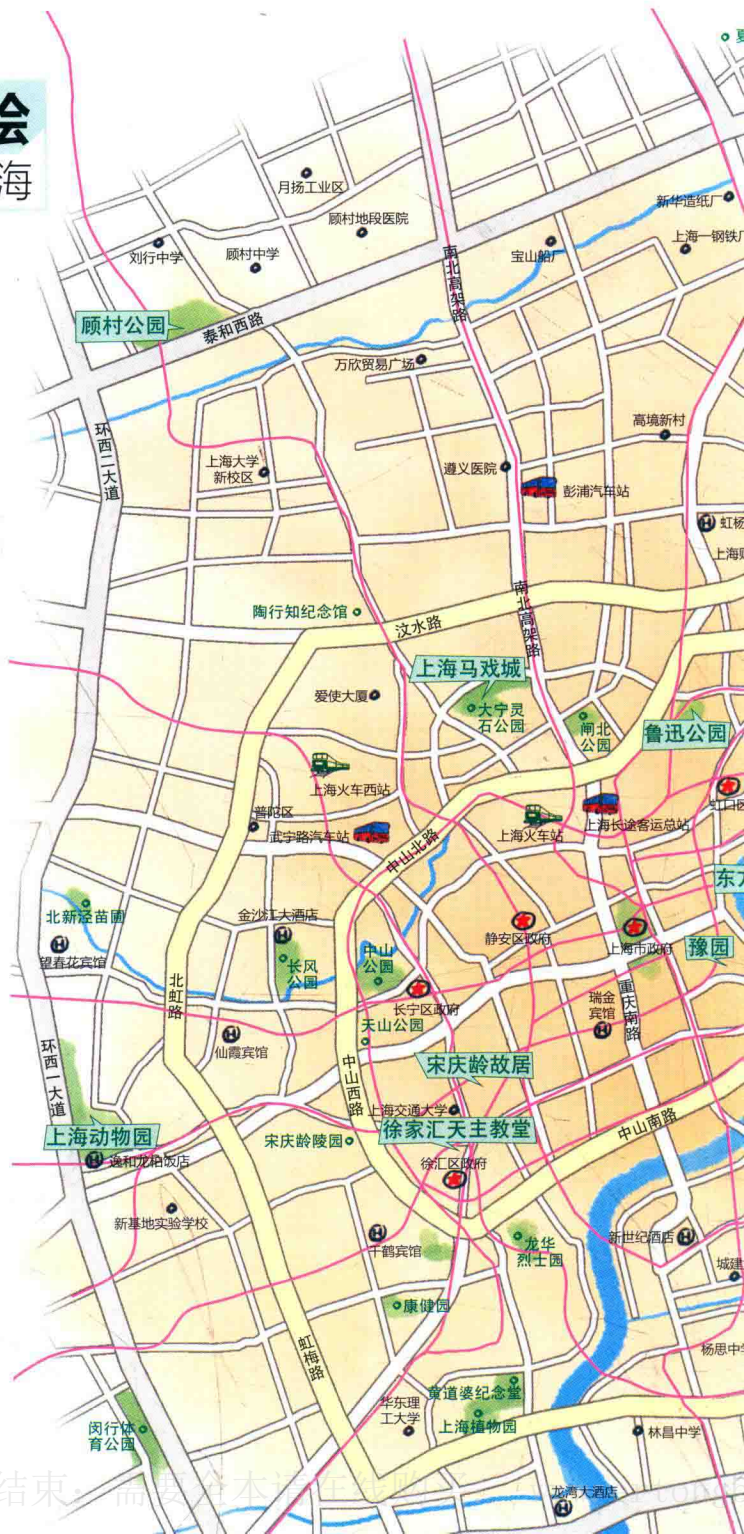 绘
海
月扬工业区
新华造纸厂
顾村地段医院
上海一钢铁厂
刘行中学
顾村中学
宝山船厂
南北高架路
顾村公园
泰和西路
万欣贸易广场
高境新村
环西二大道
上海大学
新校区
遵义医院
彭浦汽车站
虹杨
陶行知纪念馆
汶水路
南北高架路
上海马戏城
爱使大厦
大宁灵
石公园
闸北
公园
鲁迅公园
上海火车西站
普陀区
武宁路汽车站
中山北路
上海火车站
上海长途客运总站
虹口区
东方
北新泾苗圃
金沙江大酒店
静安区政府
上海市政府
豫园
望春花宾馆
长风
公园
中山
公园
长宁区政府
瑞金
宾馆
重庆南路
北虹路
天山公园
仙霞宾馆
环西一大道
中山西路
宋庆龄故居
上海交通大学
中山南路
上海动物园
宋庆龄陵园
徐家汇天主教堂
逸和龙柏饭店
徐汇区政府
新基地实验学校
千鹤宾馆
龙华
烈士园
新世纪酒店
城建
康健园
虹梅路
杨思中学
黄道婆纪念堂
华东理
工大学
上海植物园
闵行体
育公园
林昌中学
龙湾大酒店